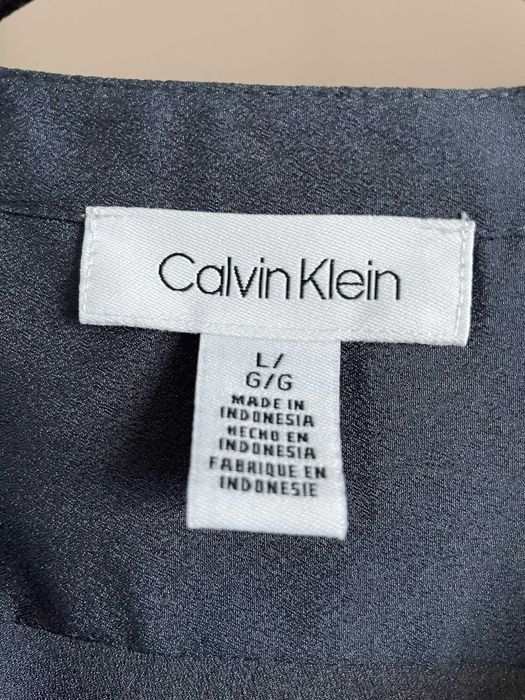 Calvin Klein
L/
G/G
MADE IN
INDONESIA
HECHO EN
INDONESIA
FABRIQUE EN
INDONESIE